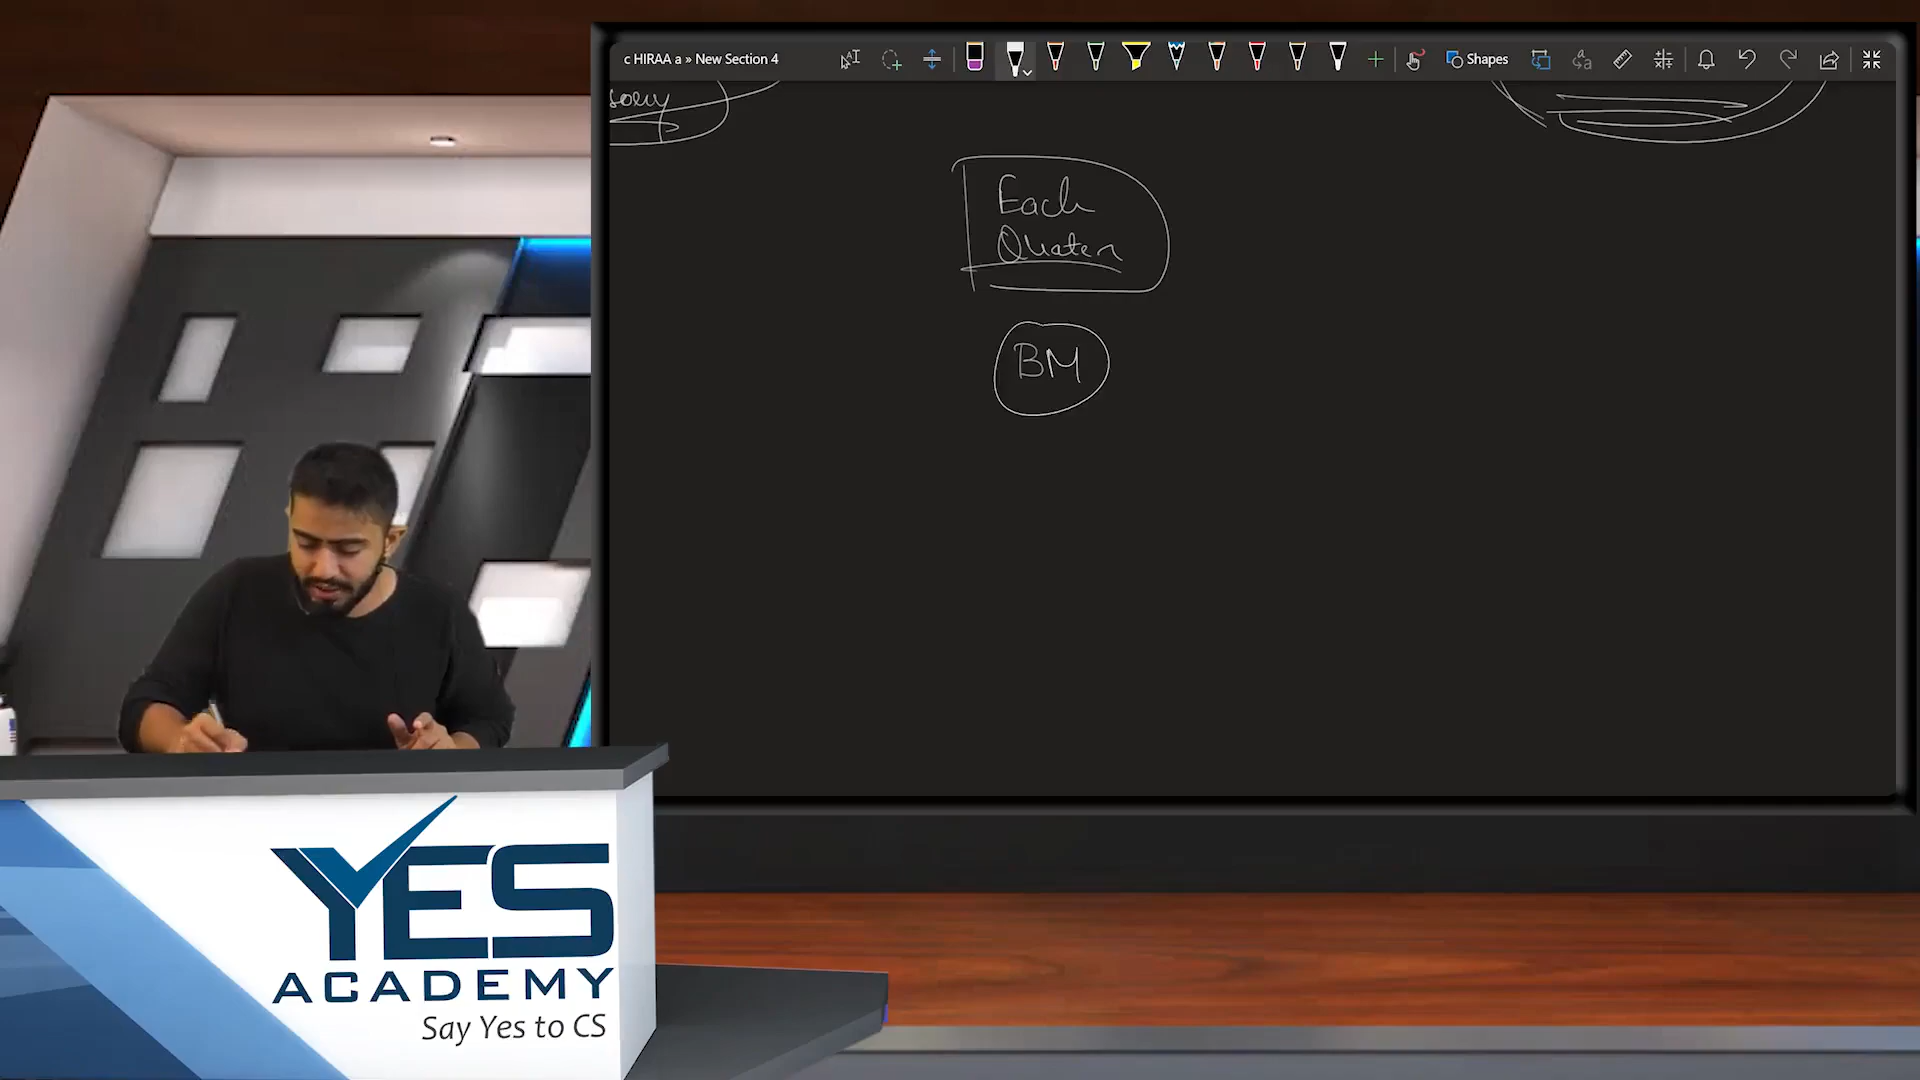 c HIRAA a » New Section 4
Shapes
Each
Quater
BM
YES
ACADEMY
Say Yes to CS